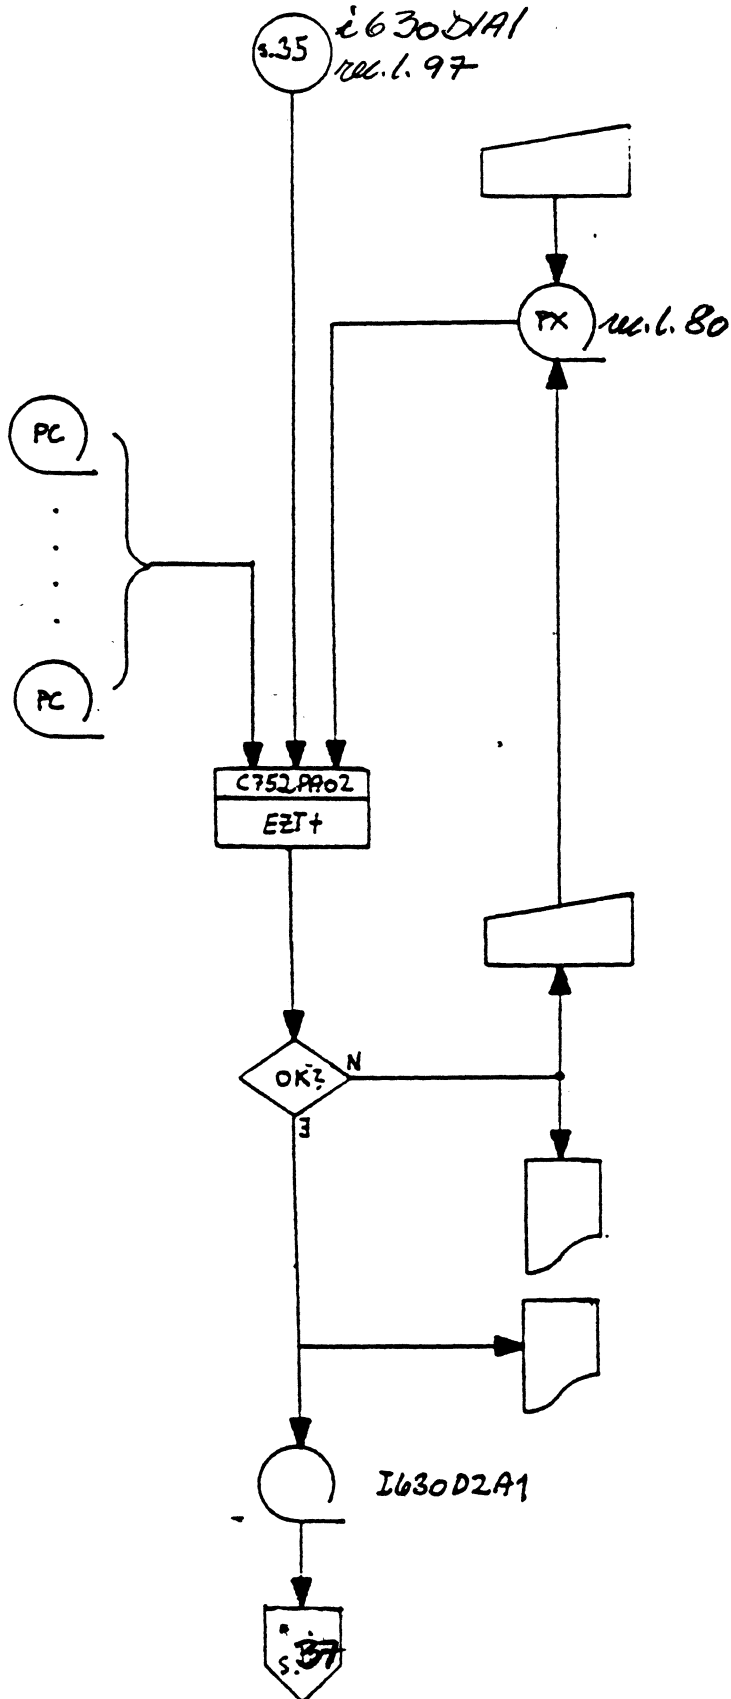 s.35
i630D1A1
rec.l. 97
PX
rec.l. 80
PC
PC
C752PA02
EZT+
OK?
N
J
I630D2A1
s. 37